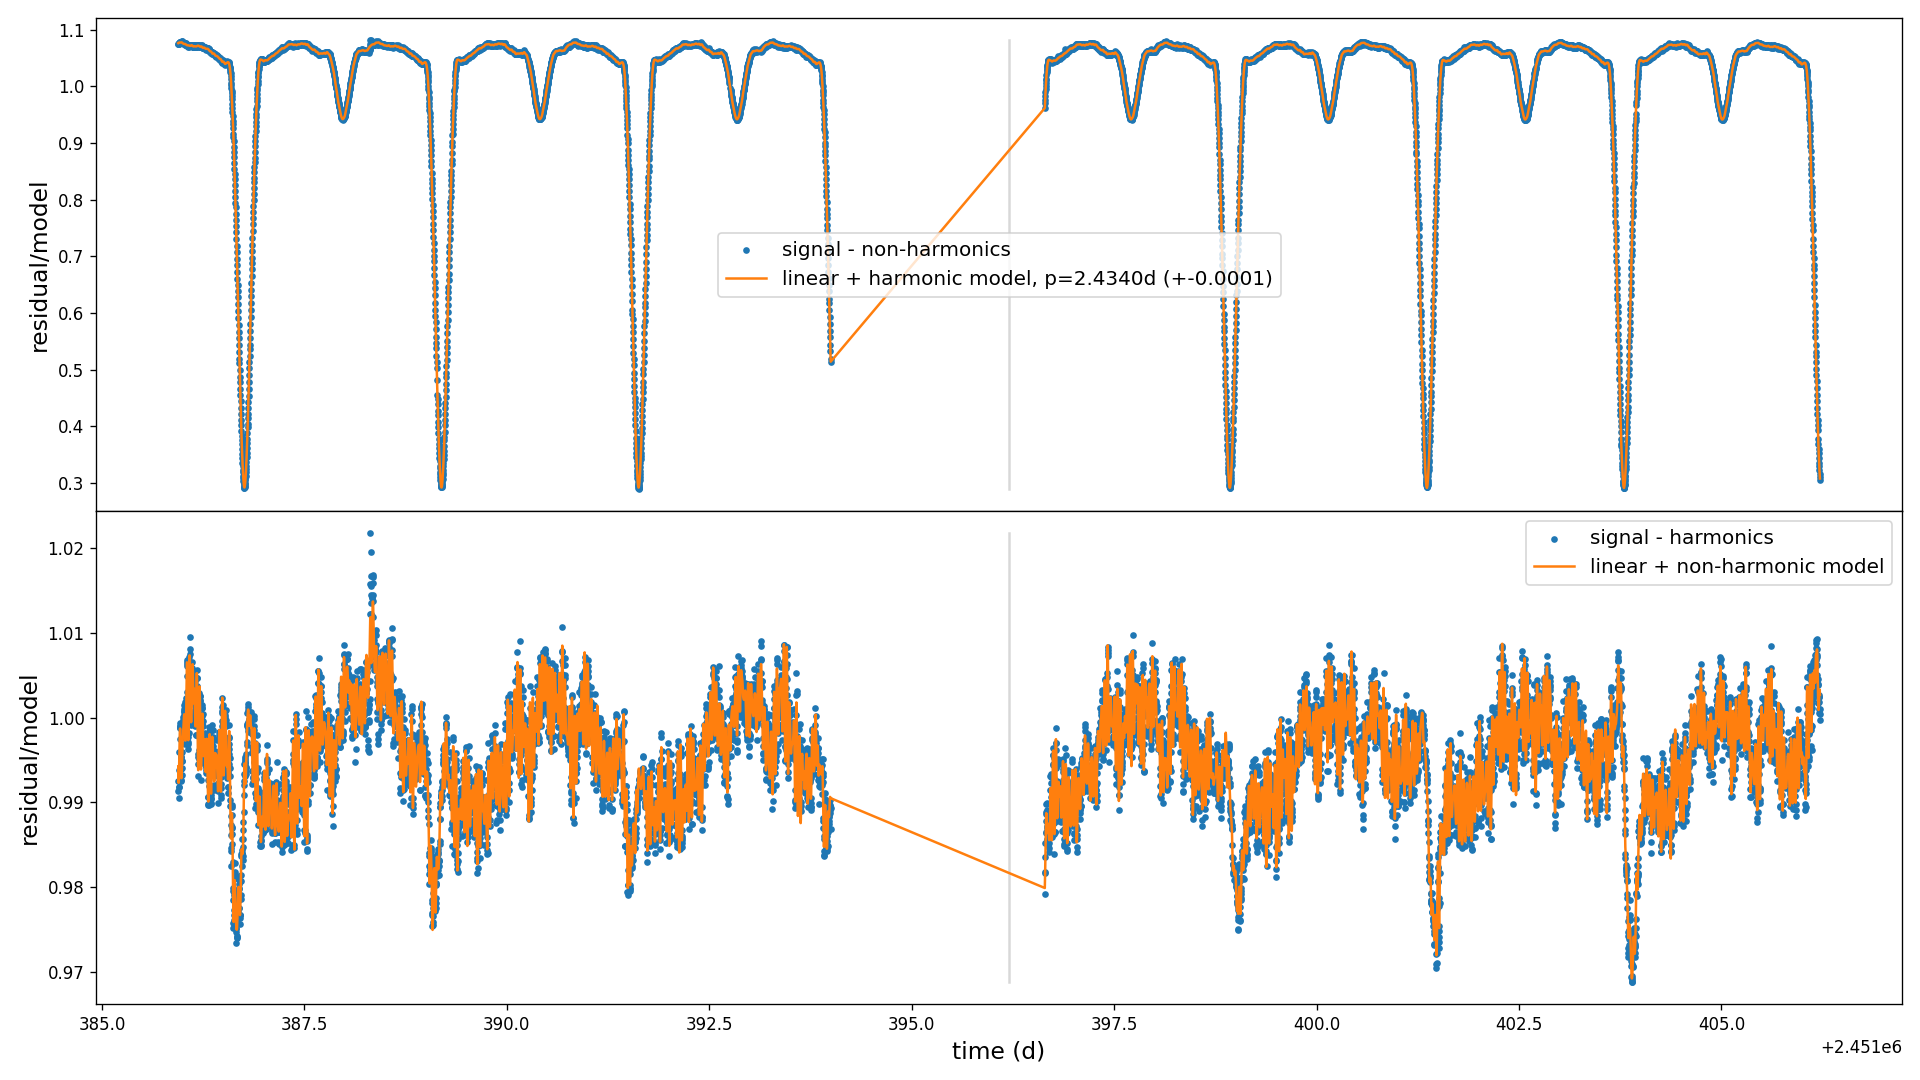 1.1
1.0
0.9
0.8
0.7
0.6
0.5
0.4
0.3
residual/model
signal - non-harmonics
linear + harmonic model, p=2.4340d (+-0.0001)
1.02
1.01
1.00
0.99
0.98
0.97
residual/model
signal - harmonics
linear + non-harmonic model
385.0 387.5 390.0 392.5 395.0 397.5 400.0 402.5 405.0
time (d)
+2.451e6